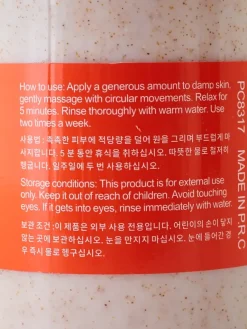 How to use: Apply a generous amount to damp skin,
gently massage with circular movements. Relax for
5 minutes. Rinse thoroughly with warm water. Use
two times a week.
사용법: 촉촉한 피부에 적당량을 덜어 원을 그리며 부드럽게 마
사지합니다. 5 분 동안 휴식을 취하십시오. 따뜻한 물로 철저히
헹굽니다. 일주일에 두 번 사용하십시오.
Storage conditions: This product is for external use
only. Keep it out of reach of children. Avoid touching
eyes. If it gets into eyes, rinse immediately with water.
보관 조건: 이 제품은 외부 사용 전용입니다. 어린이의 손이 닿지
않는 곳에 보관하십시오. 눈을 만지지 마십시오. 눈에 들어간 경
우 즉시 물로 헹구십시오.
PC831 MADE IN P.R.C